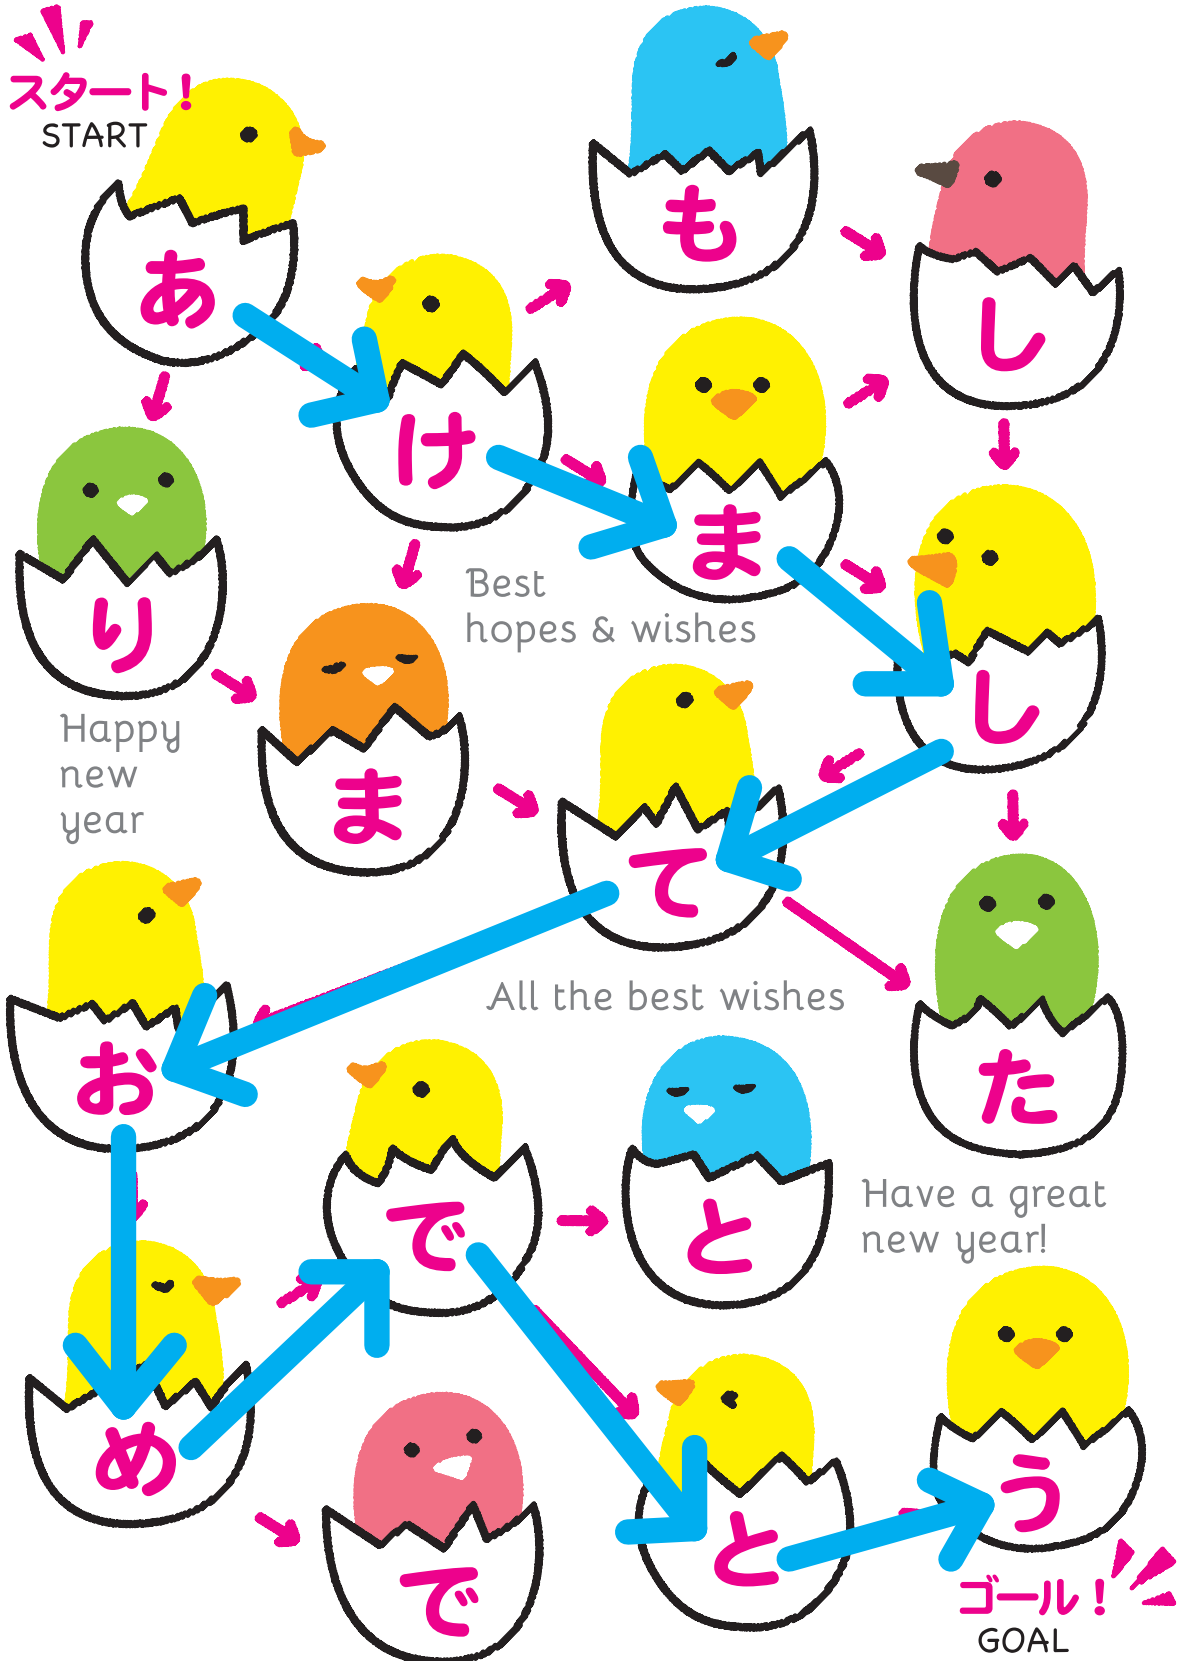 スタート！
START
あ
も
し
け
ま
し
り
Best
hopes & wishes
ま
Happy
new
year
て
お
All the best wishes
た
で
と
Have a great
new year!
め
で
と
う
ゴール！
GOAL